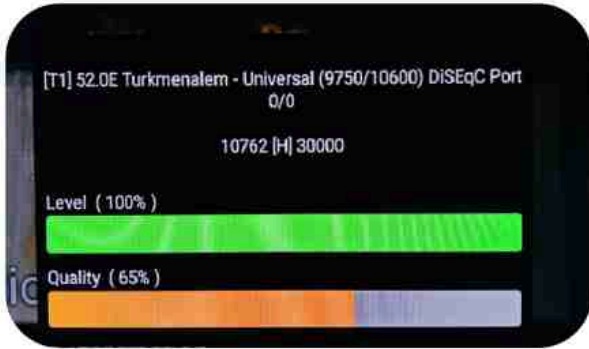 [T1] 52.0E Turkmenalem - Universal (9750/10600) DiSEqC Port
0/0
10762 [H] 30000
Level ( 100% )
Quality ( 65% )